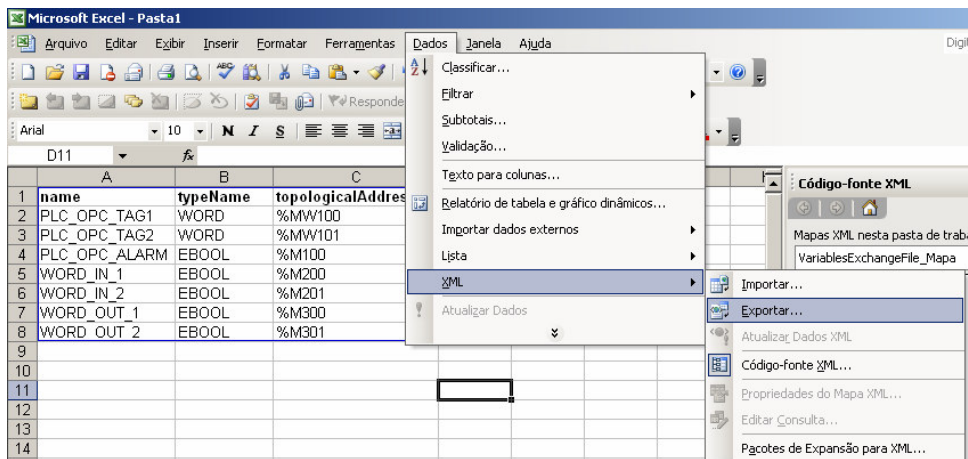 Microsoft Excel - Pasta1
Arquivo Editar Exibir Inserir Formatar Ferramentas Dados Janela Ajuda Digi
Responde
Arial 10 N I S
D11 fx
A B C
1 name typeName topologicalAddres
2 PLC_OPC_TAG1 WORD %MW100
3 PLC_OPC_TAG2 WORD %MW101
4 PLC_OPC_ALARM EBOOL %M100
5 WORD_IN_1 EBOOL %M200
6 WORD_IN_2 EBOOL %M201
7 WORD_OUT_1 EBOOL %M300
8 WORD_OUT_2 EBOOL %M301
9
10
11
12
13
14
Classificar...
Filtrar
Subtotais...
Validação...
Texto para colunas...
Relatório de tabela e gráfico dinâmicos...
Importar dados externos
Lista
XML
Atualizar Dados
Importar...
Exportar...
Atualizar Dados XML
Código-fonte XML...
Propriedades do Mapa XML...
Editar Consulta...
Pacotes de Expansão para XML...
Código-fonte XML
Mapas XML nesta pasta de traba
VariablesExchangeFile_Mapa